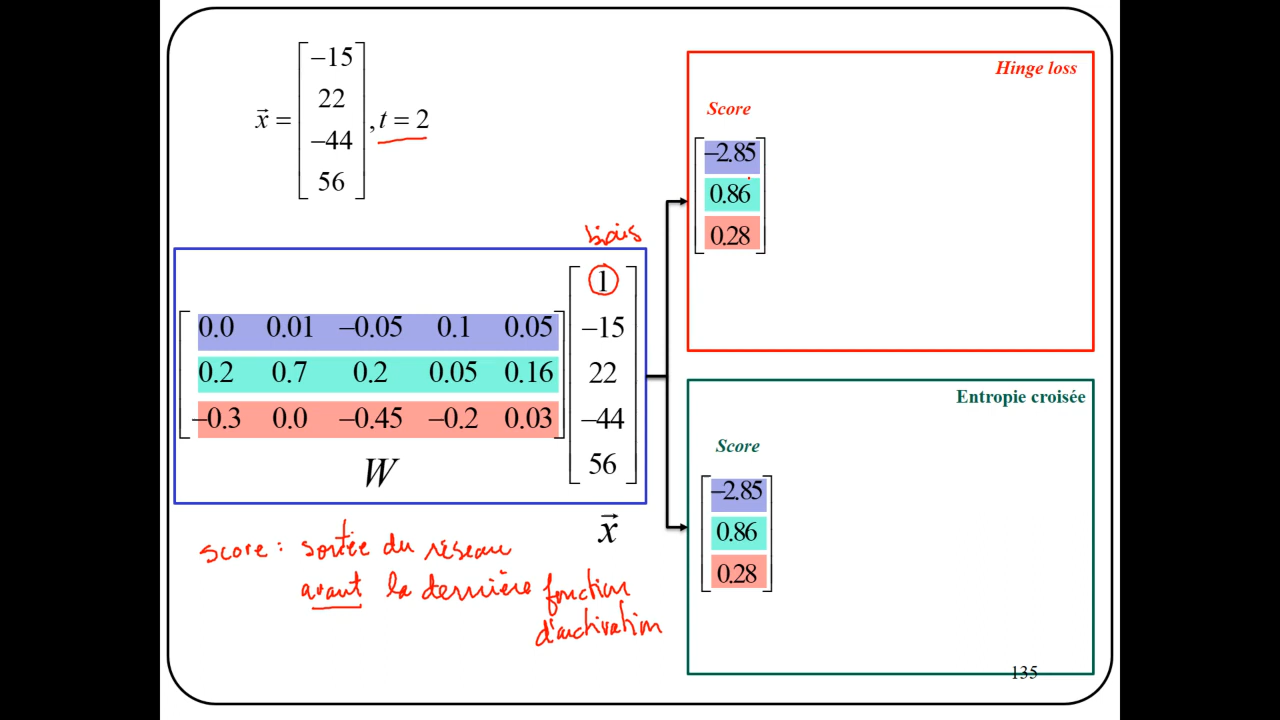 x = [−15
22
−44
56], t = 2
biais
0.0 0.01 −0.05 0.1 0.05
0.2 0.7 0.2 0.05 0.16
−0.3 0.0 −0.45 −0.2 0.03
W
1
−15
22
−44
56
x
score : sortie du réseau
avant la dernière fonction
d'activation
Hinge loss
Score
−2.85
0.86
0.28
Entropie croisée
Score
−2.85
0.86
0.28
135